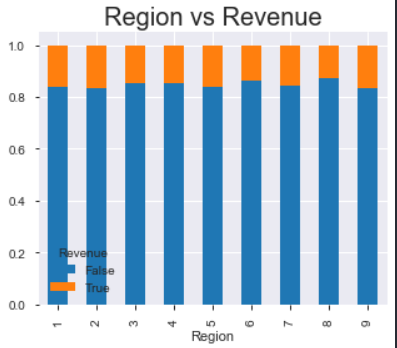 Region vs Revenue
1.0
0.8
0.6
0.4
0.2
0.0
Revenue
False
True
1 2 3 4 5 6 7 8 9
Region